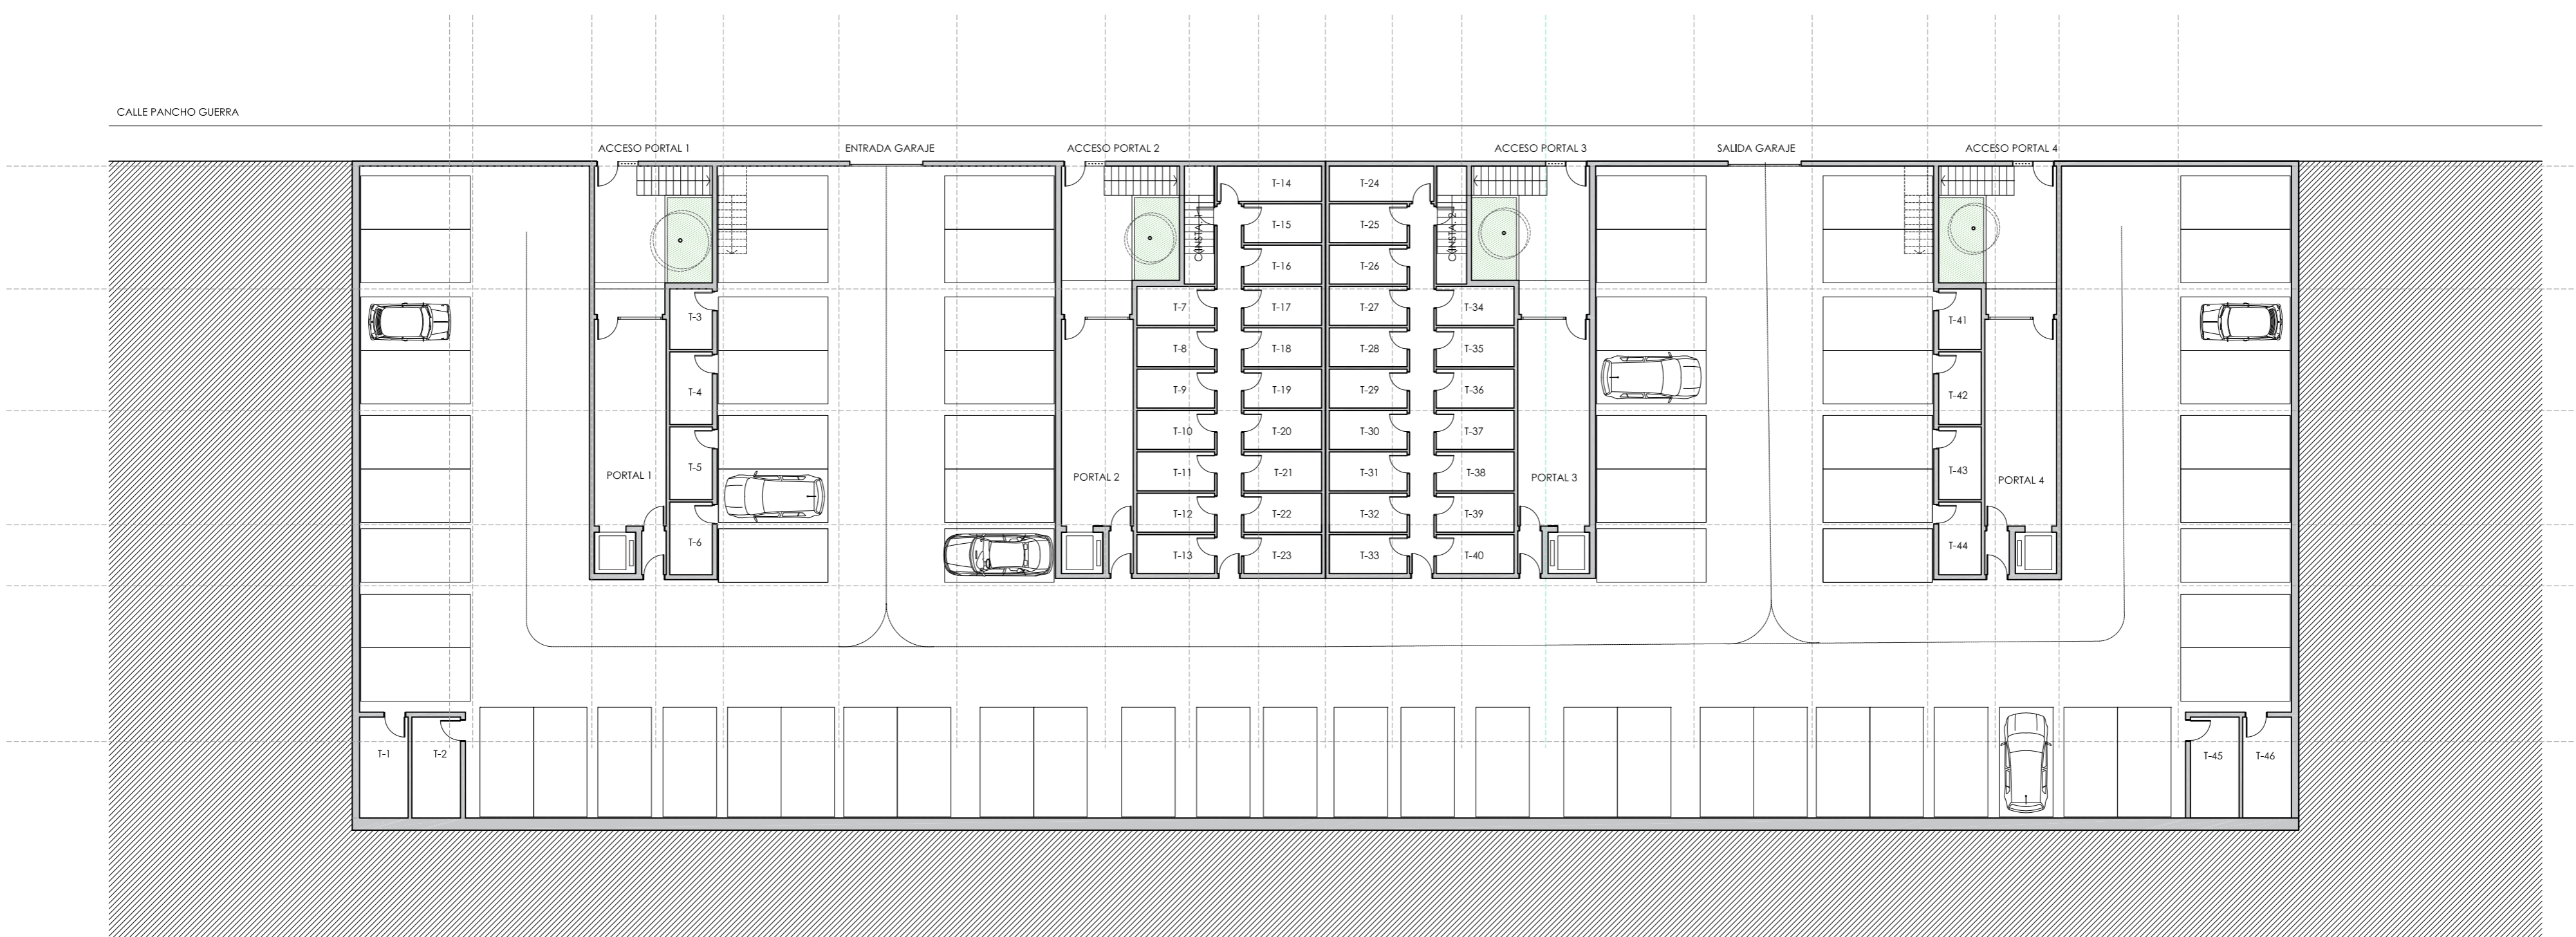 CALLE PANCHO GUERRA
ACCESO PORTAL 1
ENTRADA GARAJE
ACCESO PORTAL 2
ACCESO PORTAL 3
SALIDA GARAJE
ACCESO PORTAL 4
T-14
T-24
T-15
T-25
T-16
T-26
T-3
T-7
T-17
T-27
T-34
T-41
T-8
T-18
T-28
T-35
T-4
T-9
T-19
T-29
T-36
T-42
T-10
T-20
T-30
T-37
T-5
T-11
T-21
T-31
T-38
T-43
PORTAL 1
PORTAL 2
PORTAL 3
PORTAL 4
T-12
T-22
T-32
T-39
T-6
T-13
T-23
T-33
T-40
T-44
T-1
T-2
T-45
T-46